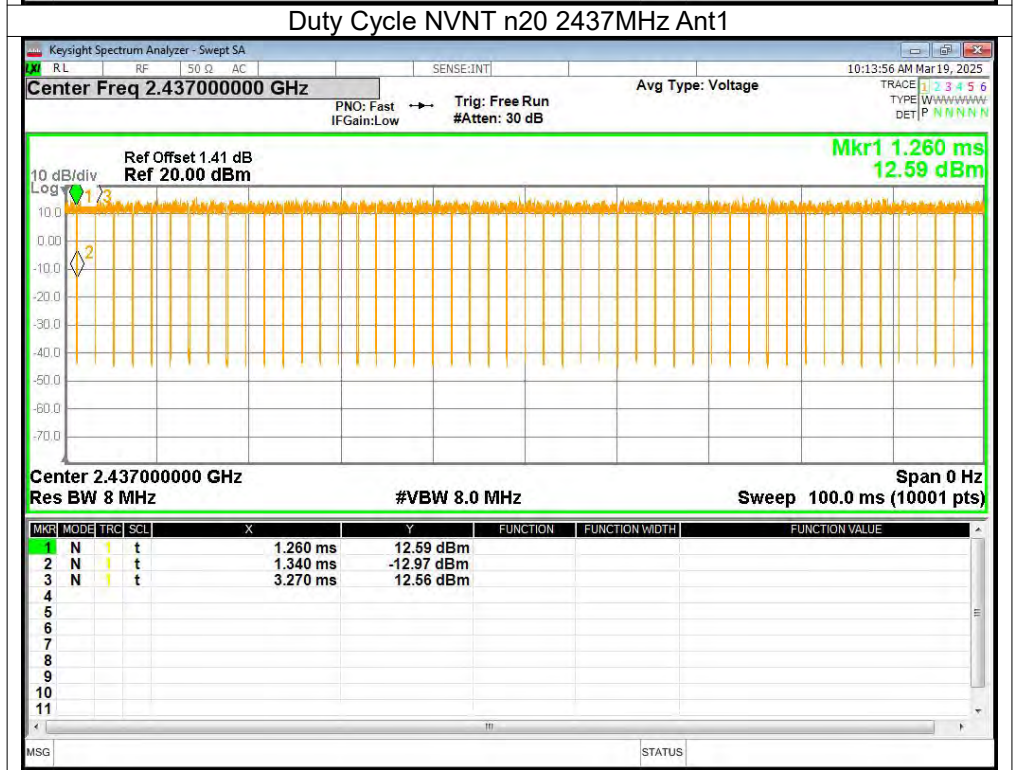 Duty Cycle NVNT n20 2437MHz Ant1
Keysight Spectrum Analyzer - Swept SA
LXI RL RF 50 Ω AC SENSE:INT 10:13:56 AM Mar 19, 2025
Center Freq 2.437000000 GHz Avg Type: Voltage TRACE 1 2 3 4 5 6
PNO: Fast Trig: Free Run TYPE WWWWWWW
IFGain:Low #Atten: 30 dB DET P N N N N N
Mkr1 1.260 ms
Ref Offset 1.41 dB
10 dB/div Ref 20.00 dBm 12.59 dBm
Log
1 3
10.0
0.00
2
-10.0
-20.0
-30.0
-40.0
-50.0
-60.0
-70.0
Center 2.437000000 GHz Span 0 Hz
Res BW 8 MHz #VBW 8.0 MHz Sweep 100.0 ms (10001 pts)
MKR MODE TRC SCL X Y FUNCTION FUNCTION WIDTH FUNCTION VALUE
1 N 1 t 1.260 ms 12.59 dBm
2 N 1 t 1.340 ms -12.97 dBm
3 N 1 t 3.270 ms 12.56 dBm
4
5
6
7
8
9
10
11
MSG STATUS